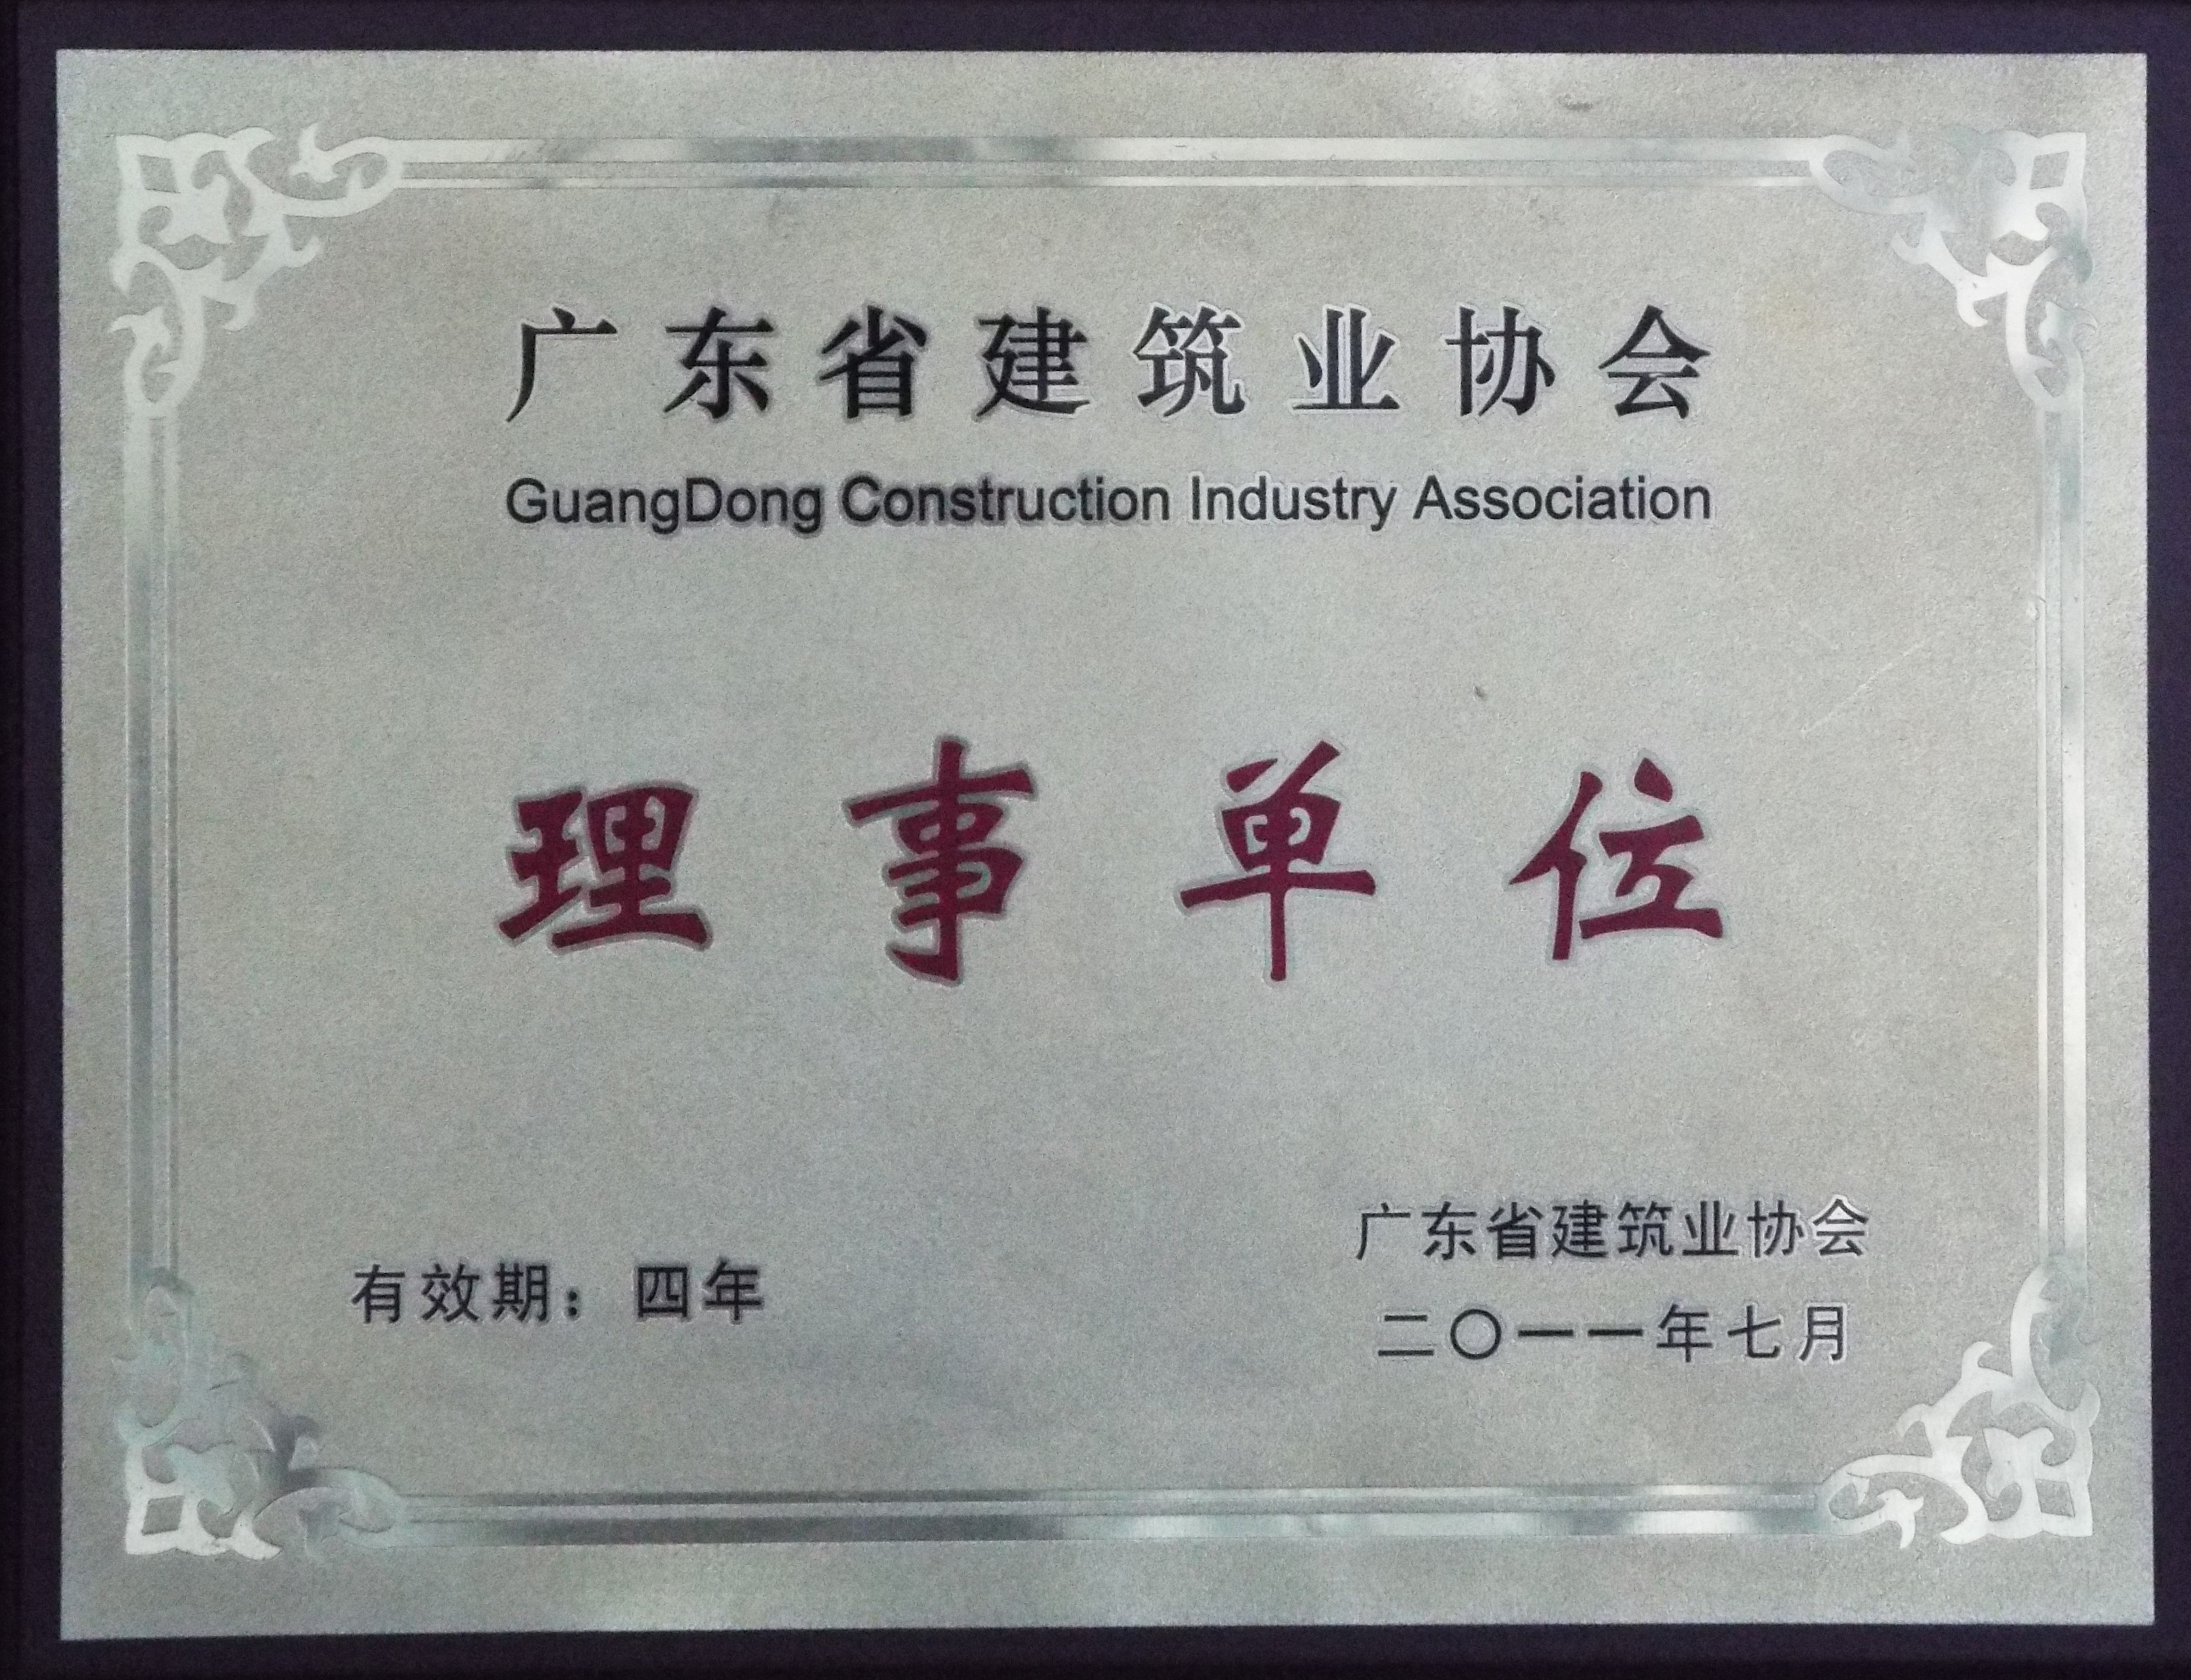 广东省建筑业协会
GuangDong Construction Industry Association
理事单位
有效期：四年
广东省建筑业协会
二〇一一年七月